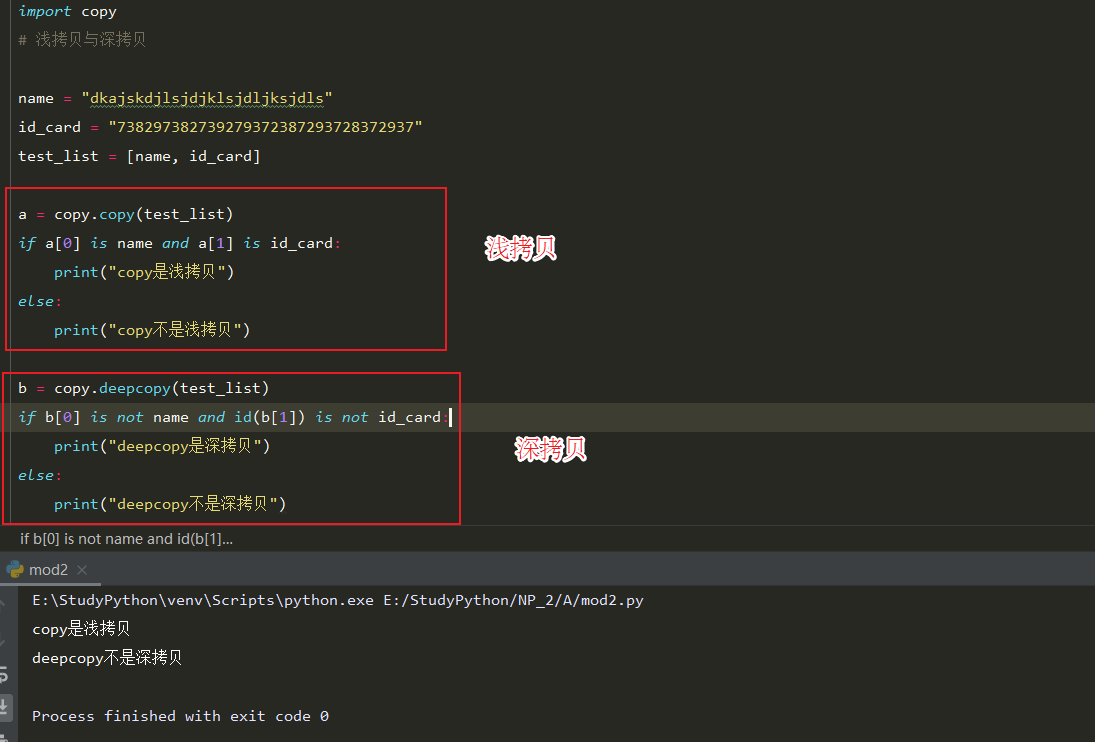 import copy
# 浅拷贝与深拷贝
name = "dkajskdjlsjdjklsjdljksjdls"
id_card = "7382973827392793723872937​28372937"
test_list = [name, id_card]
a = copy.copy(test_list)
if a[0] is name and a[1] is id_card:
print("copy是浅拷贝")
else:
print("copy不是浅拷贝")
浅拷贝
b = copy.deepcopy(test_list)
if b[0] is not name and id(b[1]) is not id_card:
print("deepcopy是深拷贝")
else:
print("deepcopy不是深拷贝")
深拷贝
if b[0] is not name and id(b[1]...
mod2
E:\StudyPython\venv\Scripts\python.exe E:/StudyPython/NP_2/A/mod2.py
copy是浅拷贝
deepcopy不是深拷贝
Process finished with exit code 0